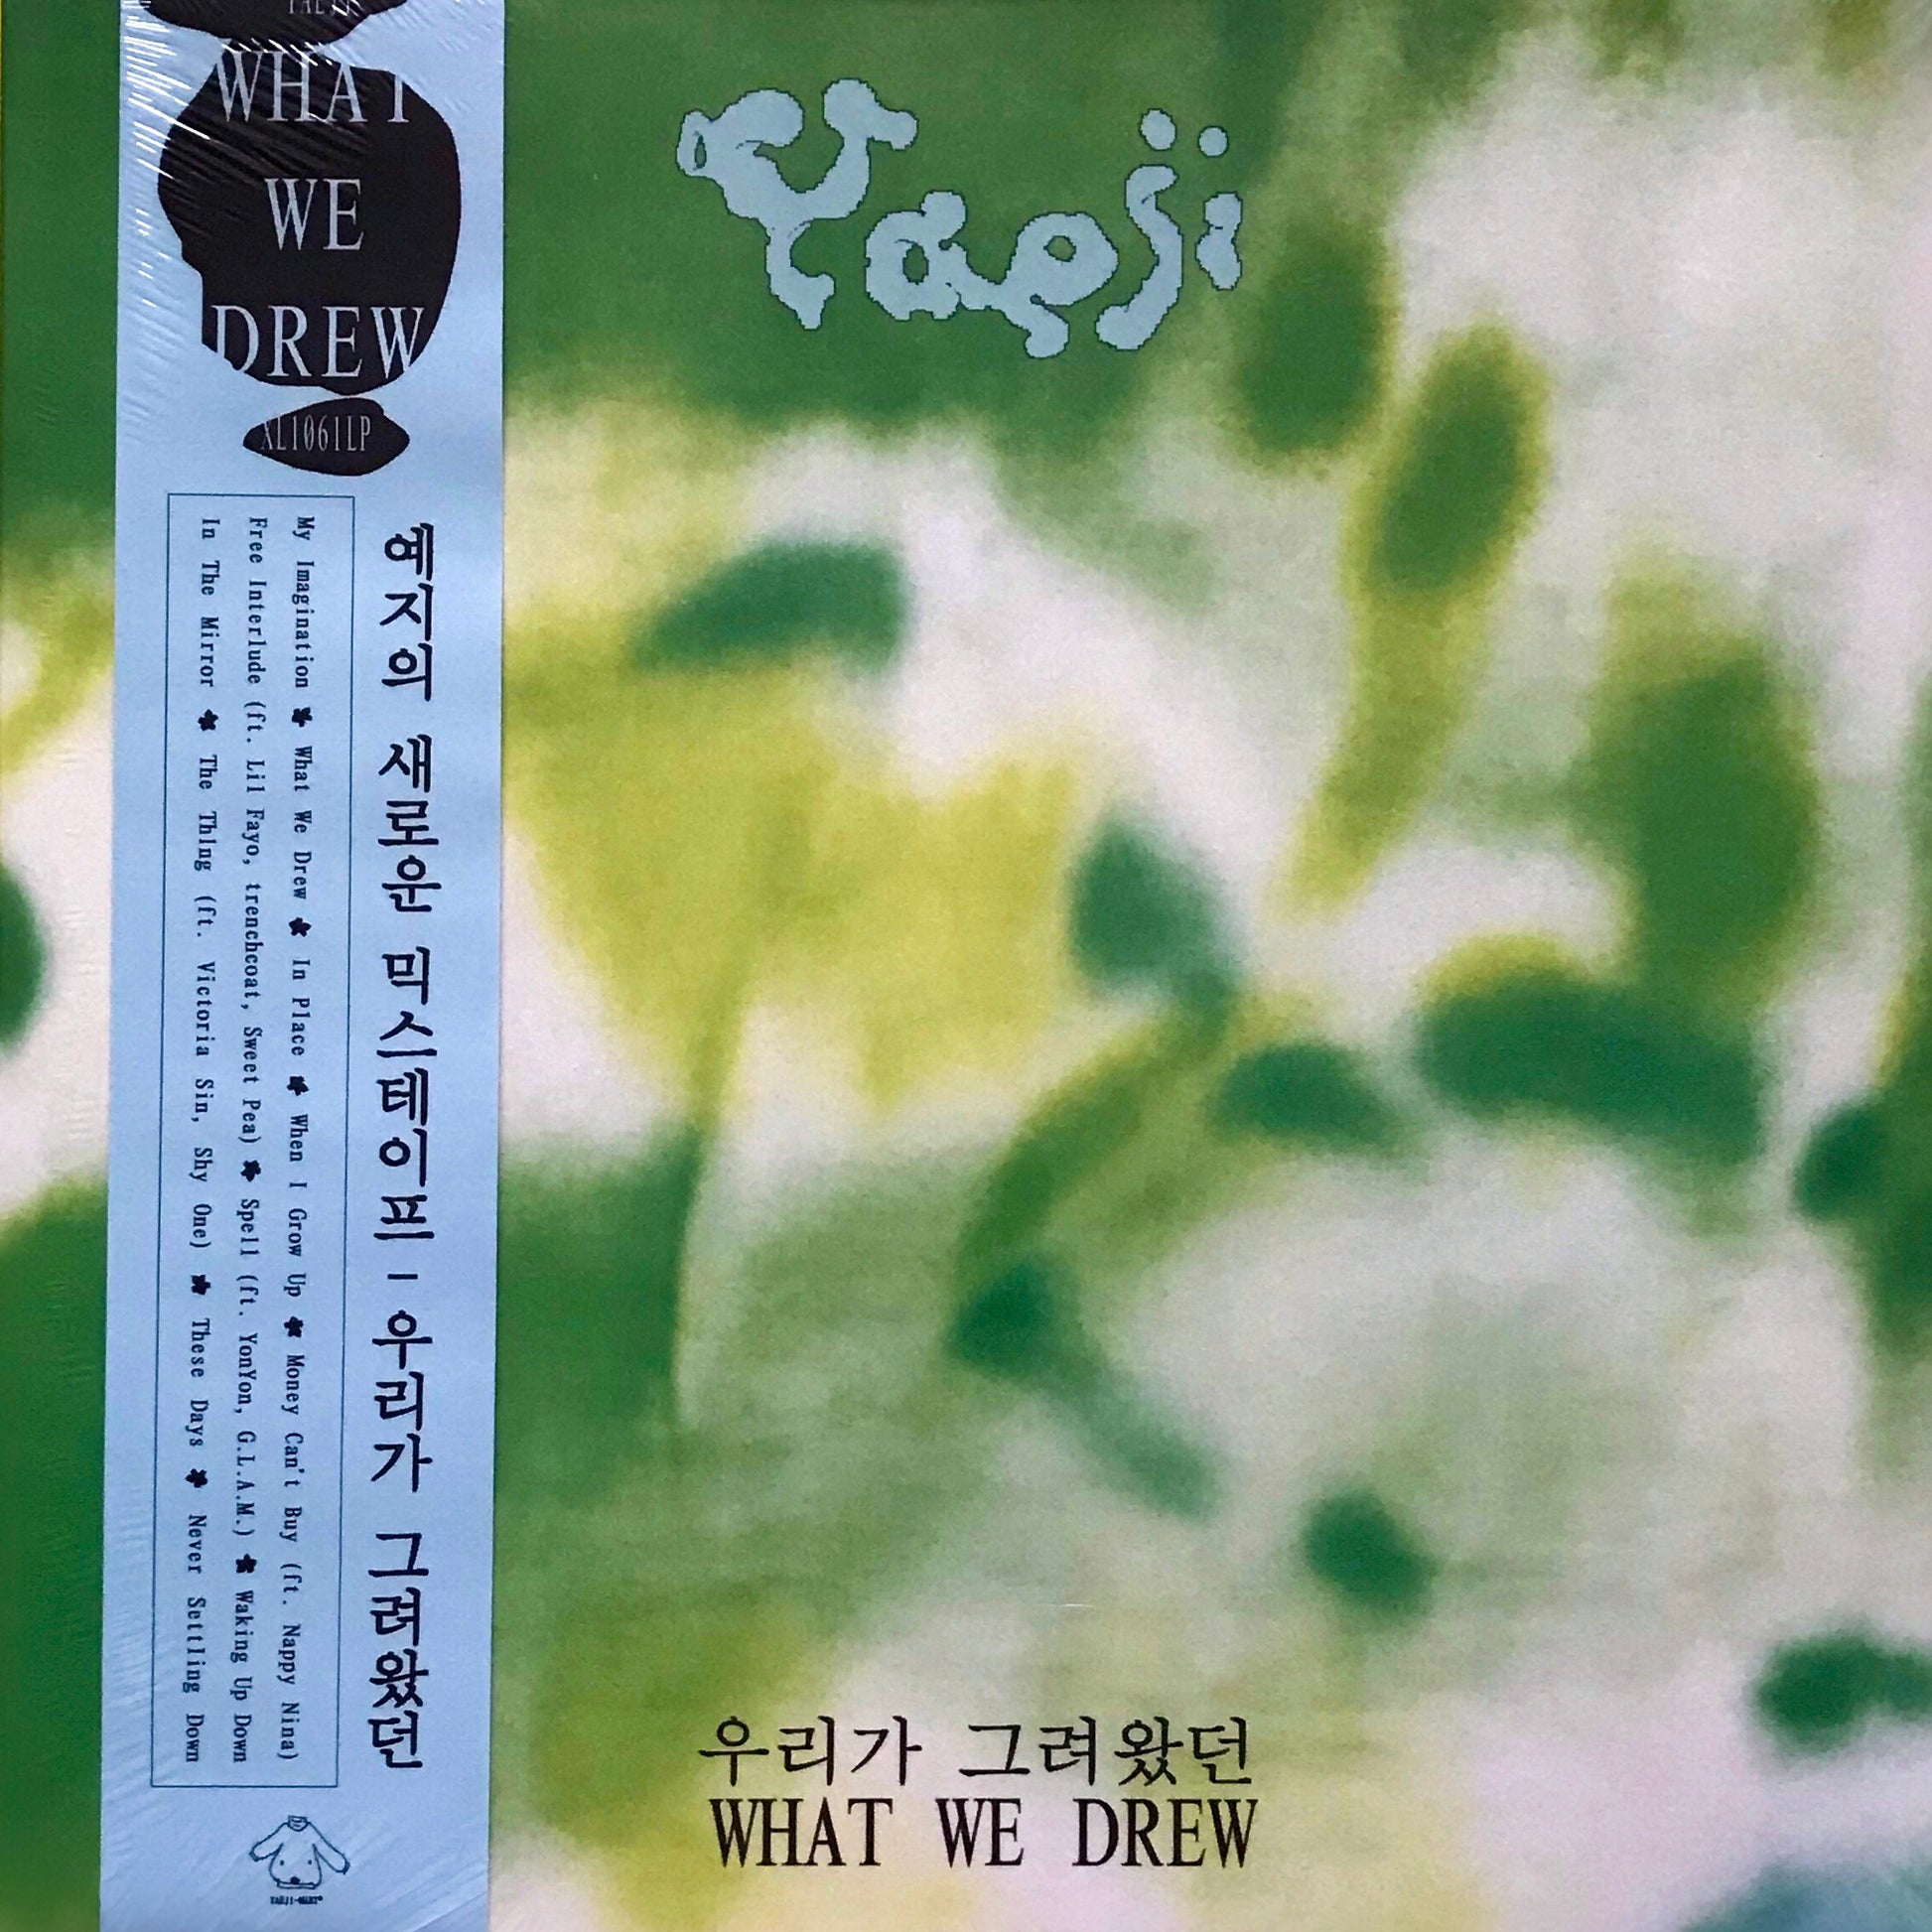 WHAT
WE
DREW
XL1061LP
예지의 새로운 믹스테이프 - 우리가 그려왔던
My Imagination ✽ What We Drew ✽ In Place ✽ When I Grow Up ✽ Money Can't Buy (ft. Nappy Nina)
Free Interlude (ft. Lil Fayo, trenchcoat, Sweet Pea) ✽ Spell (ft. YonYon, G.L.A.M.) ✽ Waking Up Down
In The Mirror ✽ The Th1ng (ft. Victoria Sin, Shy One) ✽ These Days ✽ Never Settling Down
Yaeji
우리가 그려왔던
WHAT WE DREW